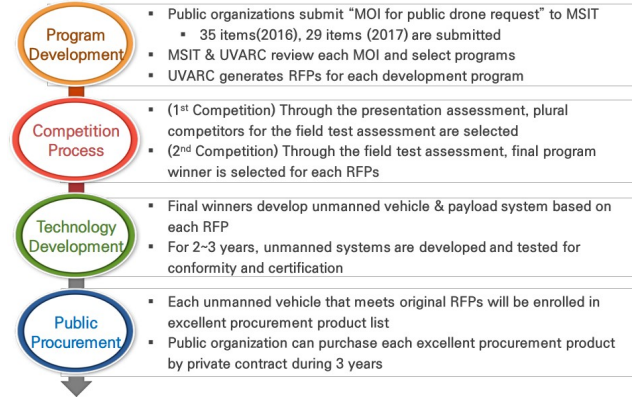 Program
Development
▪ Public organizations submit “MOI for public drone request” to MSIT
▪ 35 items(2016), 29 items (2017) are submitted
▪ MSIT & UVARC review each MOI and select programs
▪ UVARC generates RFPs for each development program
Competition
Process
▪ (1st Competition) Through the presentation assessment, plural
competitors for the field test assessment are selected
▪ (2nd Competition) Through the field test assessment, final program
winner is selected for each RFPs
Technology
Development
▪ Final winners develop unmanned vehicle & payload system based on
each RFP
▪ For 2~3 years, unmanned systems are developed and tested for
conformity and certification
Public
Procurement
▪ Each unmanned vehicle that meets original RFPs will be enrolled in
excellent procurement product list
▪ Public organization can purchase each excellent procurement product
by private contract during 3 years